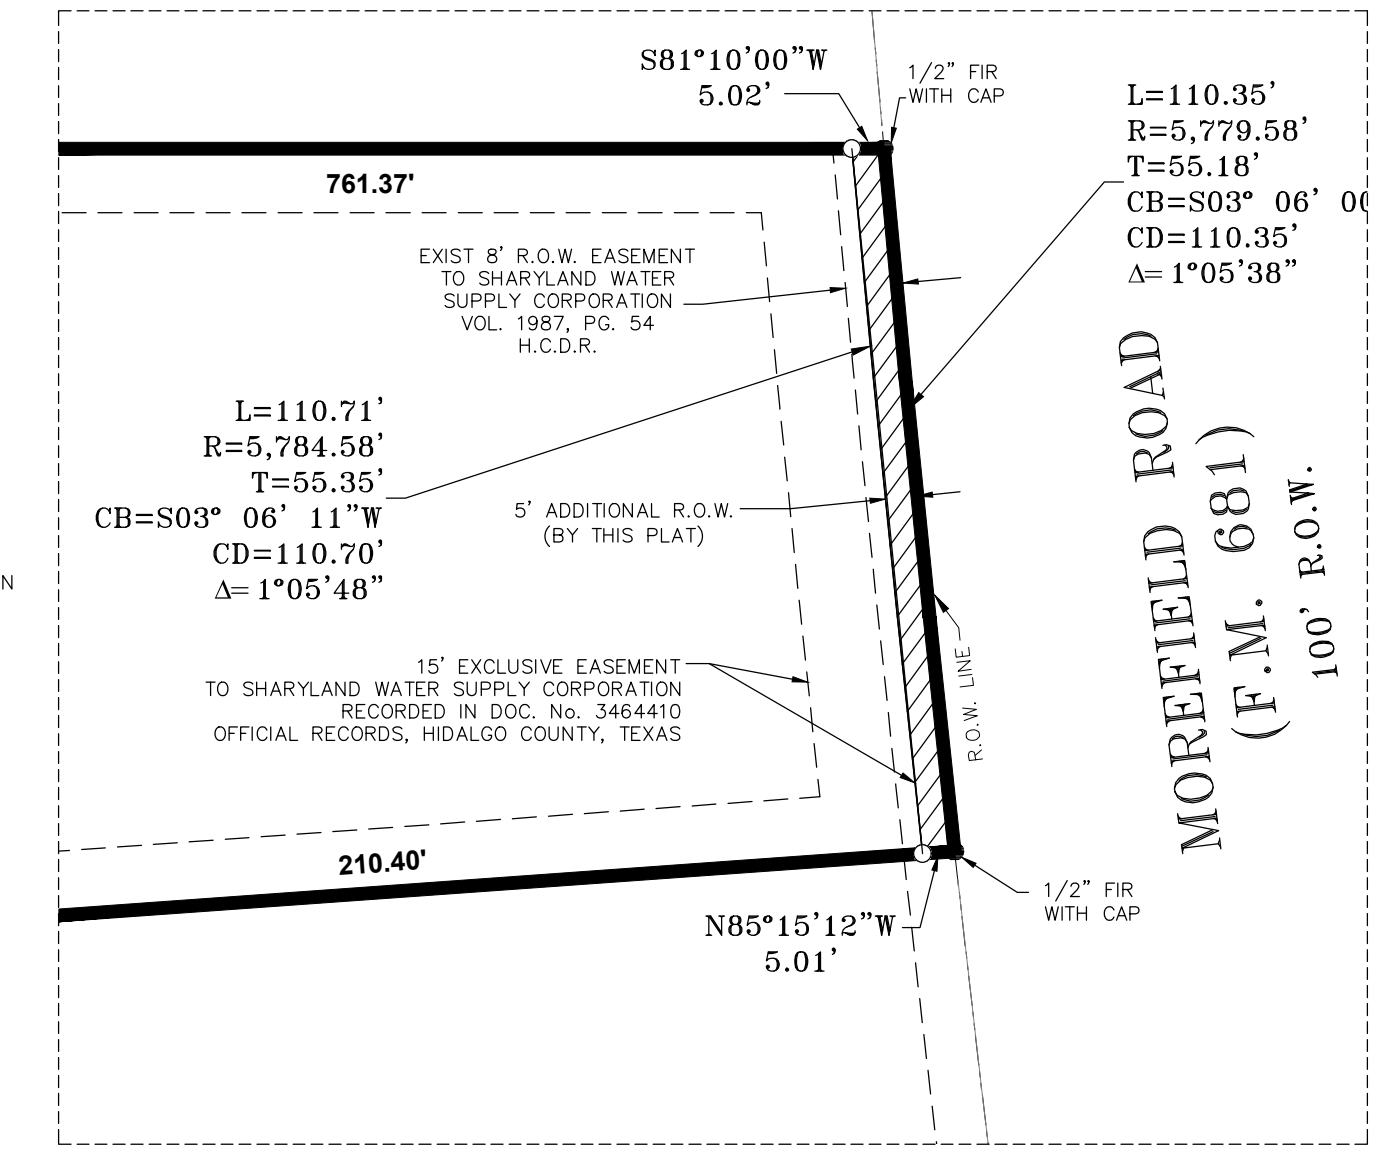 S81°10'00"W
5.02'
1/2" FIR
WITH CAP
L=110.35'
R=5,779.58'
T=55.18'
CB=S03° 06' 00
CD=110.35'
Δ= 1°05'38"
761.37'
EXIST 8' R.O.W. EASEMENT
TO SHARYLAND WATER
SUPPLY CORPORATION
VOL. 1987, PG. 54
H.C.D.R.
L=110.71'
R=5,784.58'
T=55.35'
CB=S03° 06' 11"W
CD=110.70'
Δ= 1°05'48"
5' ADDITIONAL R.O.W.
(BY THIS PLAT)
N
15' EXCLUSIVE EASEMENT
TO SHARYLAND WATER SUPPLY CORPORATION
RECORDED IN DOC. No. 3464410
OFFICIAL RECORDS, HIDALGO COUNTY, TEXAS
R.O.W. LINE
MOREFIELD ROAD
(F.M. 681)
100' R.O.W.
210.40'
N85°15'12"W
5.01'
1/2" FIR
WITH CAP